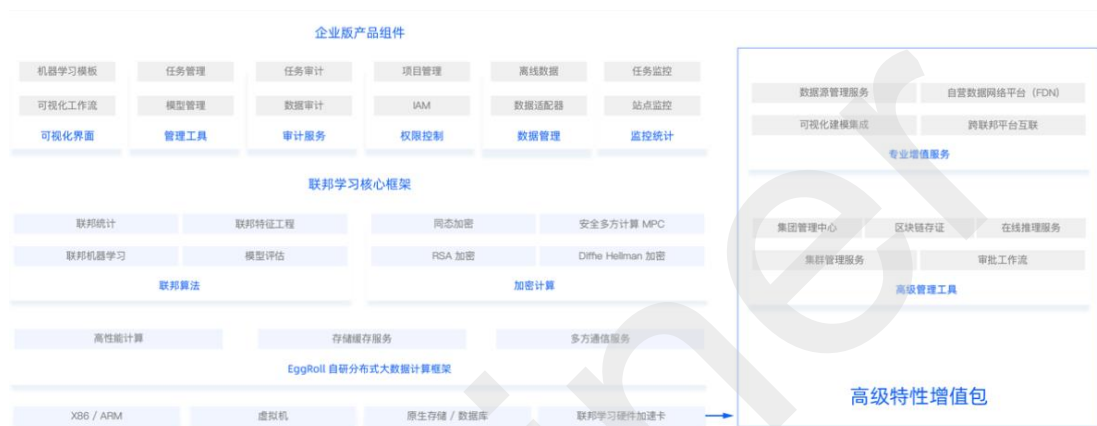 企业版产品组件
机器学习模板 任务管理 任务审计 项目管理 离线数据 任务监控
可视化工作流 模型管理 数据审计 IAM 数据适配器 站点监控
可视化界面 管理工具 审计服务 权限控制 数据管理 监控统计
联邦学习核心框架
联邦统计 联邦特征工程 同态加密 安全多方计算 MPC
联邦机器学习 模型评估 RSA 加密 Diffie Hellman 加密
联邦算法 加密计算
高性能计算 存储缓存服务 多方通信服务
EggRoll 自研分布式大数据计算框架
X86 / ARM 虚拟机 原生存储 / 数据库 联邦学习硬件加速卡
数据源管理服务 自营数据网络平台（FDN）
可视化建模集成 跨联邦平台互联
专业增值服务
集团管理中心 区块链存证 在线推理服务
集群管理服务 审批工作流
高级管理工具
高级特性增值包
iner